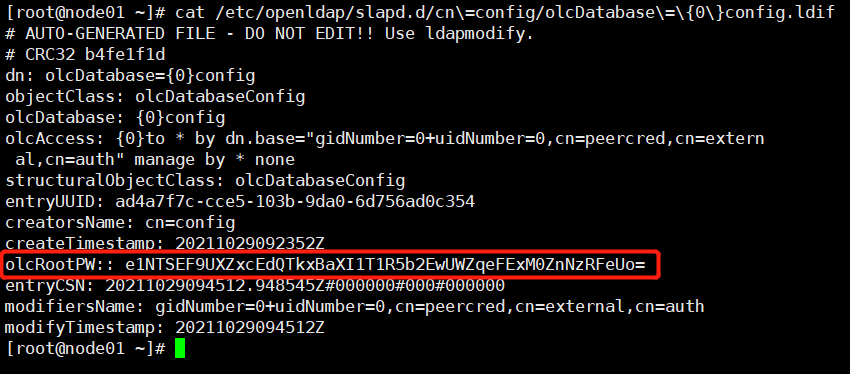 [root@node01 ~]# cat /etc/openldap/slapd.d/cn\=config/olcDatabase\=\{0\}config.ldif
# AUTO-GENERATED FILE - DO NOT EDIT!! Use ldapmodify.
# CRC32 b4fe1f1d
dn: olcDatabase={0}config
objectClass: olcDatabaseConfig
olcDatabase: {0}config
olcAccess: {0}to * by dn.base="gidNumber=0+uidNumber=0,cn=peercred,cn=extern
 al,cn=auth" manage by * none
structuralObjectClass: olcDatabaseConfig
entryUUID: ad4a7f7c-cce5-103b-9da0-6d756ad0c354
creatorsName: cn=config
createTimestamp: 20211029092352Z
olcRootPW:: e1NTSEF9UXZxcEdQTkxBaXI1T1R5b2EwUWZqeFExM0ZnNzRFeUo=
entryCSN: 20211029094512.948545Z#000000#000#000000
modifiersName: gidNumber=0+uidNumber=0,cn=peercred,cn=external,cn=auth
modifyTimestamp: 20211029094512Z
[root@node01 ~]#